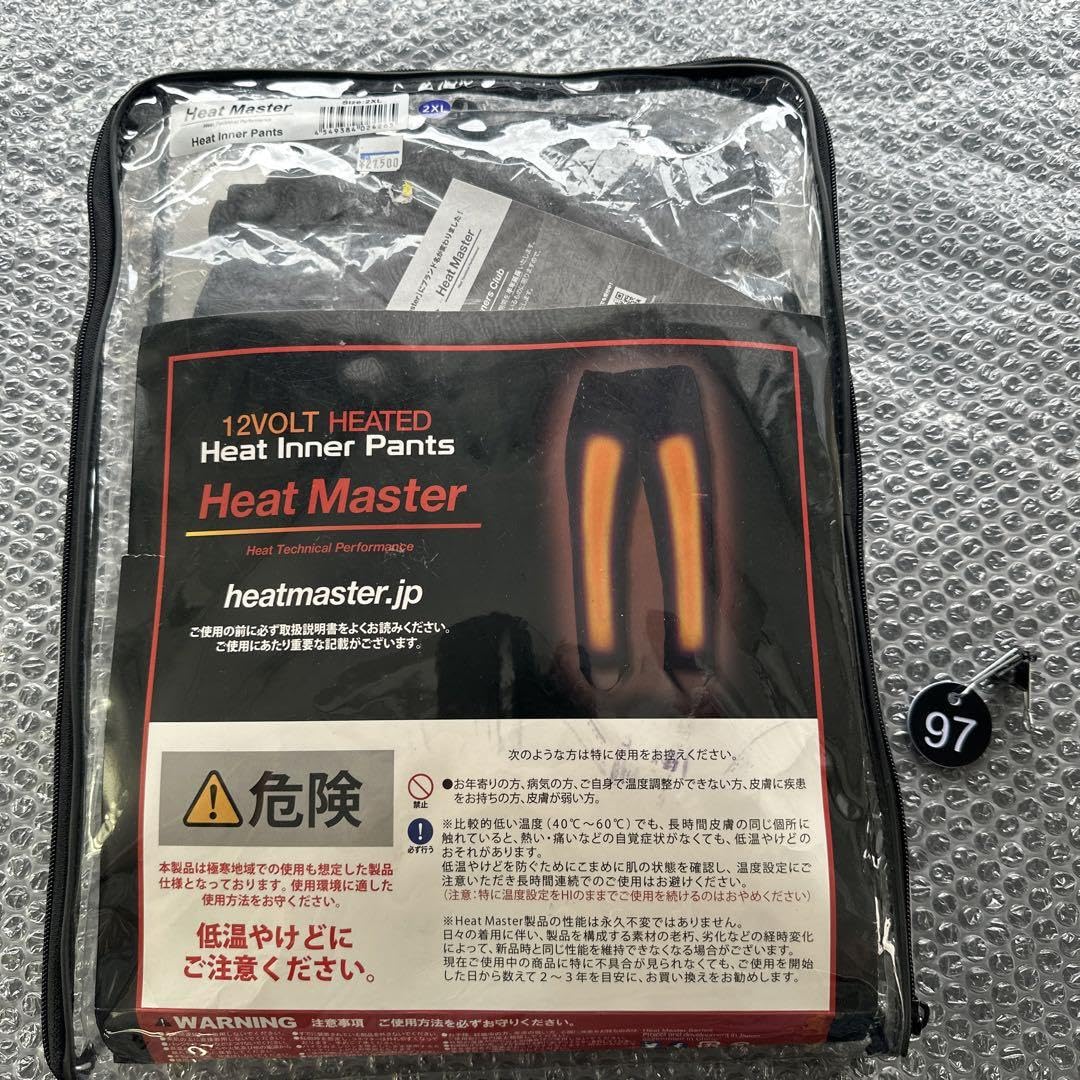 Heat Master
Heat Inner Pants
Size:2XL
2XL
¥21,500
Heat Master
12VOLT HEATED
Heat Inner Pants
Heat Master
Heat Technical Performance
heatmaster.jp
ご使用の前に必ず取扱説明書をよくお読みください。
ご使用にあたり重要な記載がございます。
97
危険
本製品は極寒地域での使用も想定した製品
仕様となっております。使用環境に適した
使用方法をお守りください。
低温やけどに
ご注意ください。
次のような方は特に使用をお控えください。
禁止
●お年寄りの方、病気の方、ご自身で温度調整ができない方、皮膚に疾患
をお持ちの方、皮膚が弱い方。
必ず行う
※比較的低い温度(40℃〜60℃)でも、長時間皮膚の同じ個所に
触れていると、熱い・痛いなどの自覚症状がなくても、低温やけどの
おそれがあります。
低温やけどを防ぐためにこまめに肌の状態を確認し、温度設定にご
注意いただき長時間連続でのご使用はお避けください。
(注意:特に温度設定をHIのままでご使用を続けるのはおやめください)
※Heat Master製品の性能は永久不変ではありません。
日々の着用に伴い、製品を構成する素材の老朽、劣化などの経時変化
によって、新品時と同じ性能を維持できなくなる場合がございます。
現在ご使用中の商品に特に不具合が見られなくても、ご使用を開始
した日から数えて2〜3年を目安に、お買い換えをお勧めします。
WARNING 注意事項 ご使用方法を必ずお守りください。